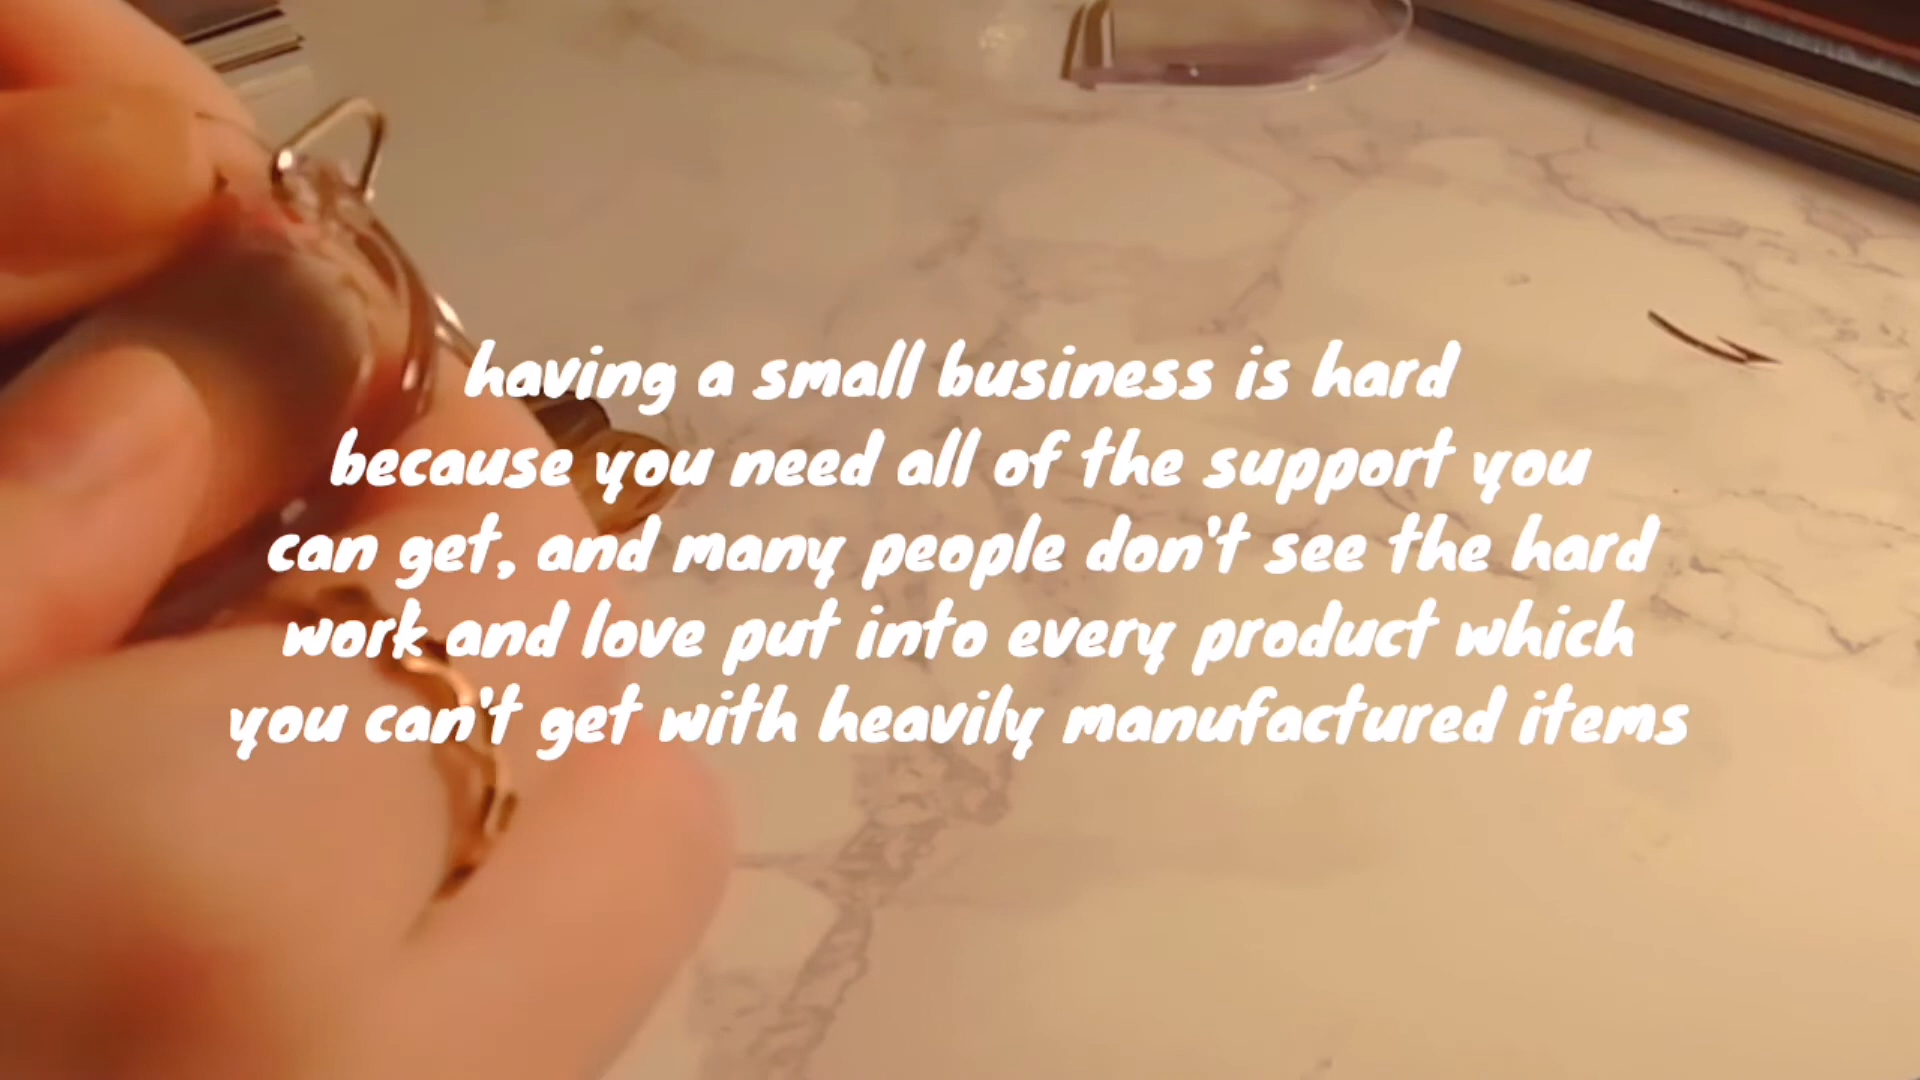 having a small business is hard
because you need all of the support you
can get, and many people don't see the hard
work and love put into every product which
you can't get with heavily manufactured items